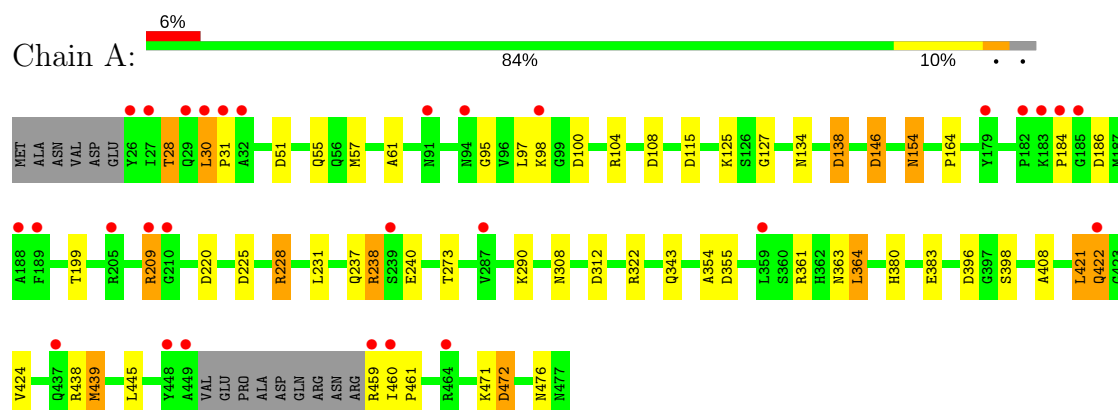 6%
Chain A:
84% 10% • •
MET ALA ASN VAL ASP GLU Y26 I27 T28 Q29 L30 P31 A32 D51 Q55 Q56 M57 A61 N91 N94 G95 V96 L97 K98 G99 D100 R104 D108 D115 K125 S126 G127 N134 D138 D146 N154 P164 Y179 P182 K183 P184 G185 D186 M187
A188 F189 T199 R205 R209 G210 D220 D225 R228 L231 Q237 R238 S239 E240 T273 V287 K290 N308 D312 R322 Q343 A354 D355 L359 S360 R361 H362 N363 L364 H380 E383 D396 G397 S398 A408 L421 Q422 G423
V424 Q437 R438 M439 L445 Y448 A449 VAL GLU PRO ALA ASP GLN ARG ASN ARG R459 I460 P461 R464 K471 D472 N476 N477